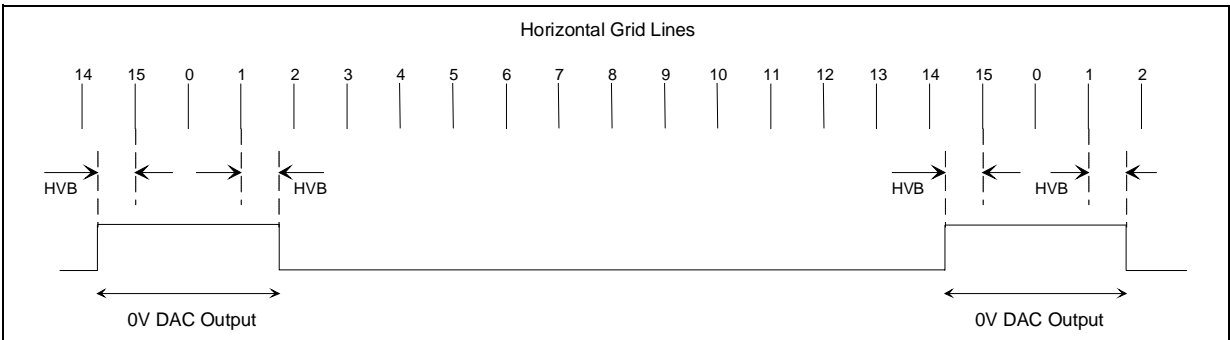 Horizontal Grid Lines
14 15 0 1 2 3 4 5 6 7 8 9 10 11 12 13 14 15 0 1 2
HVB HVB HVB HVB
0V DAC Output 0V DAC Output